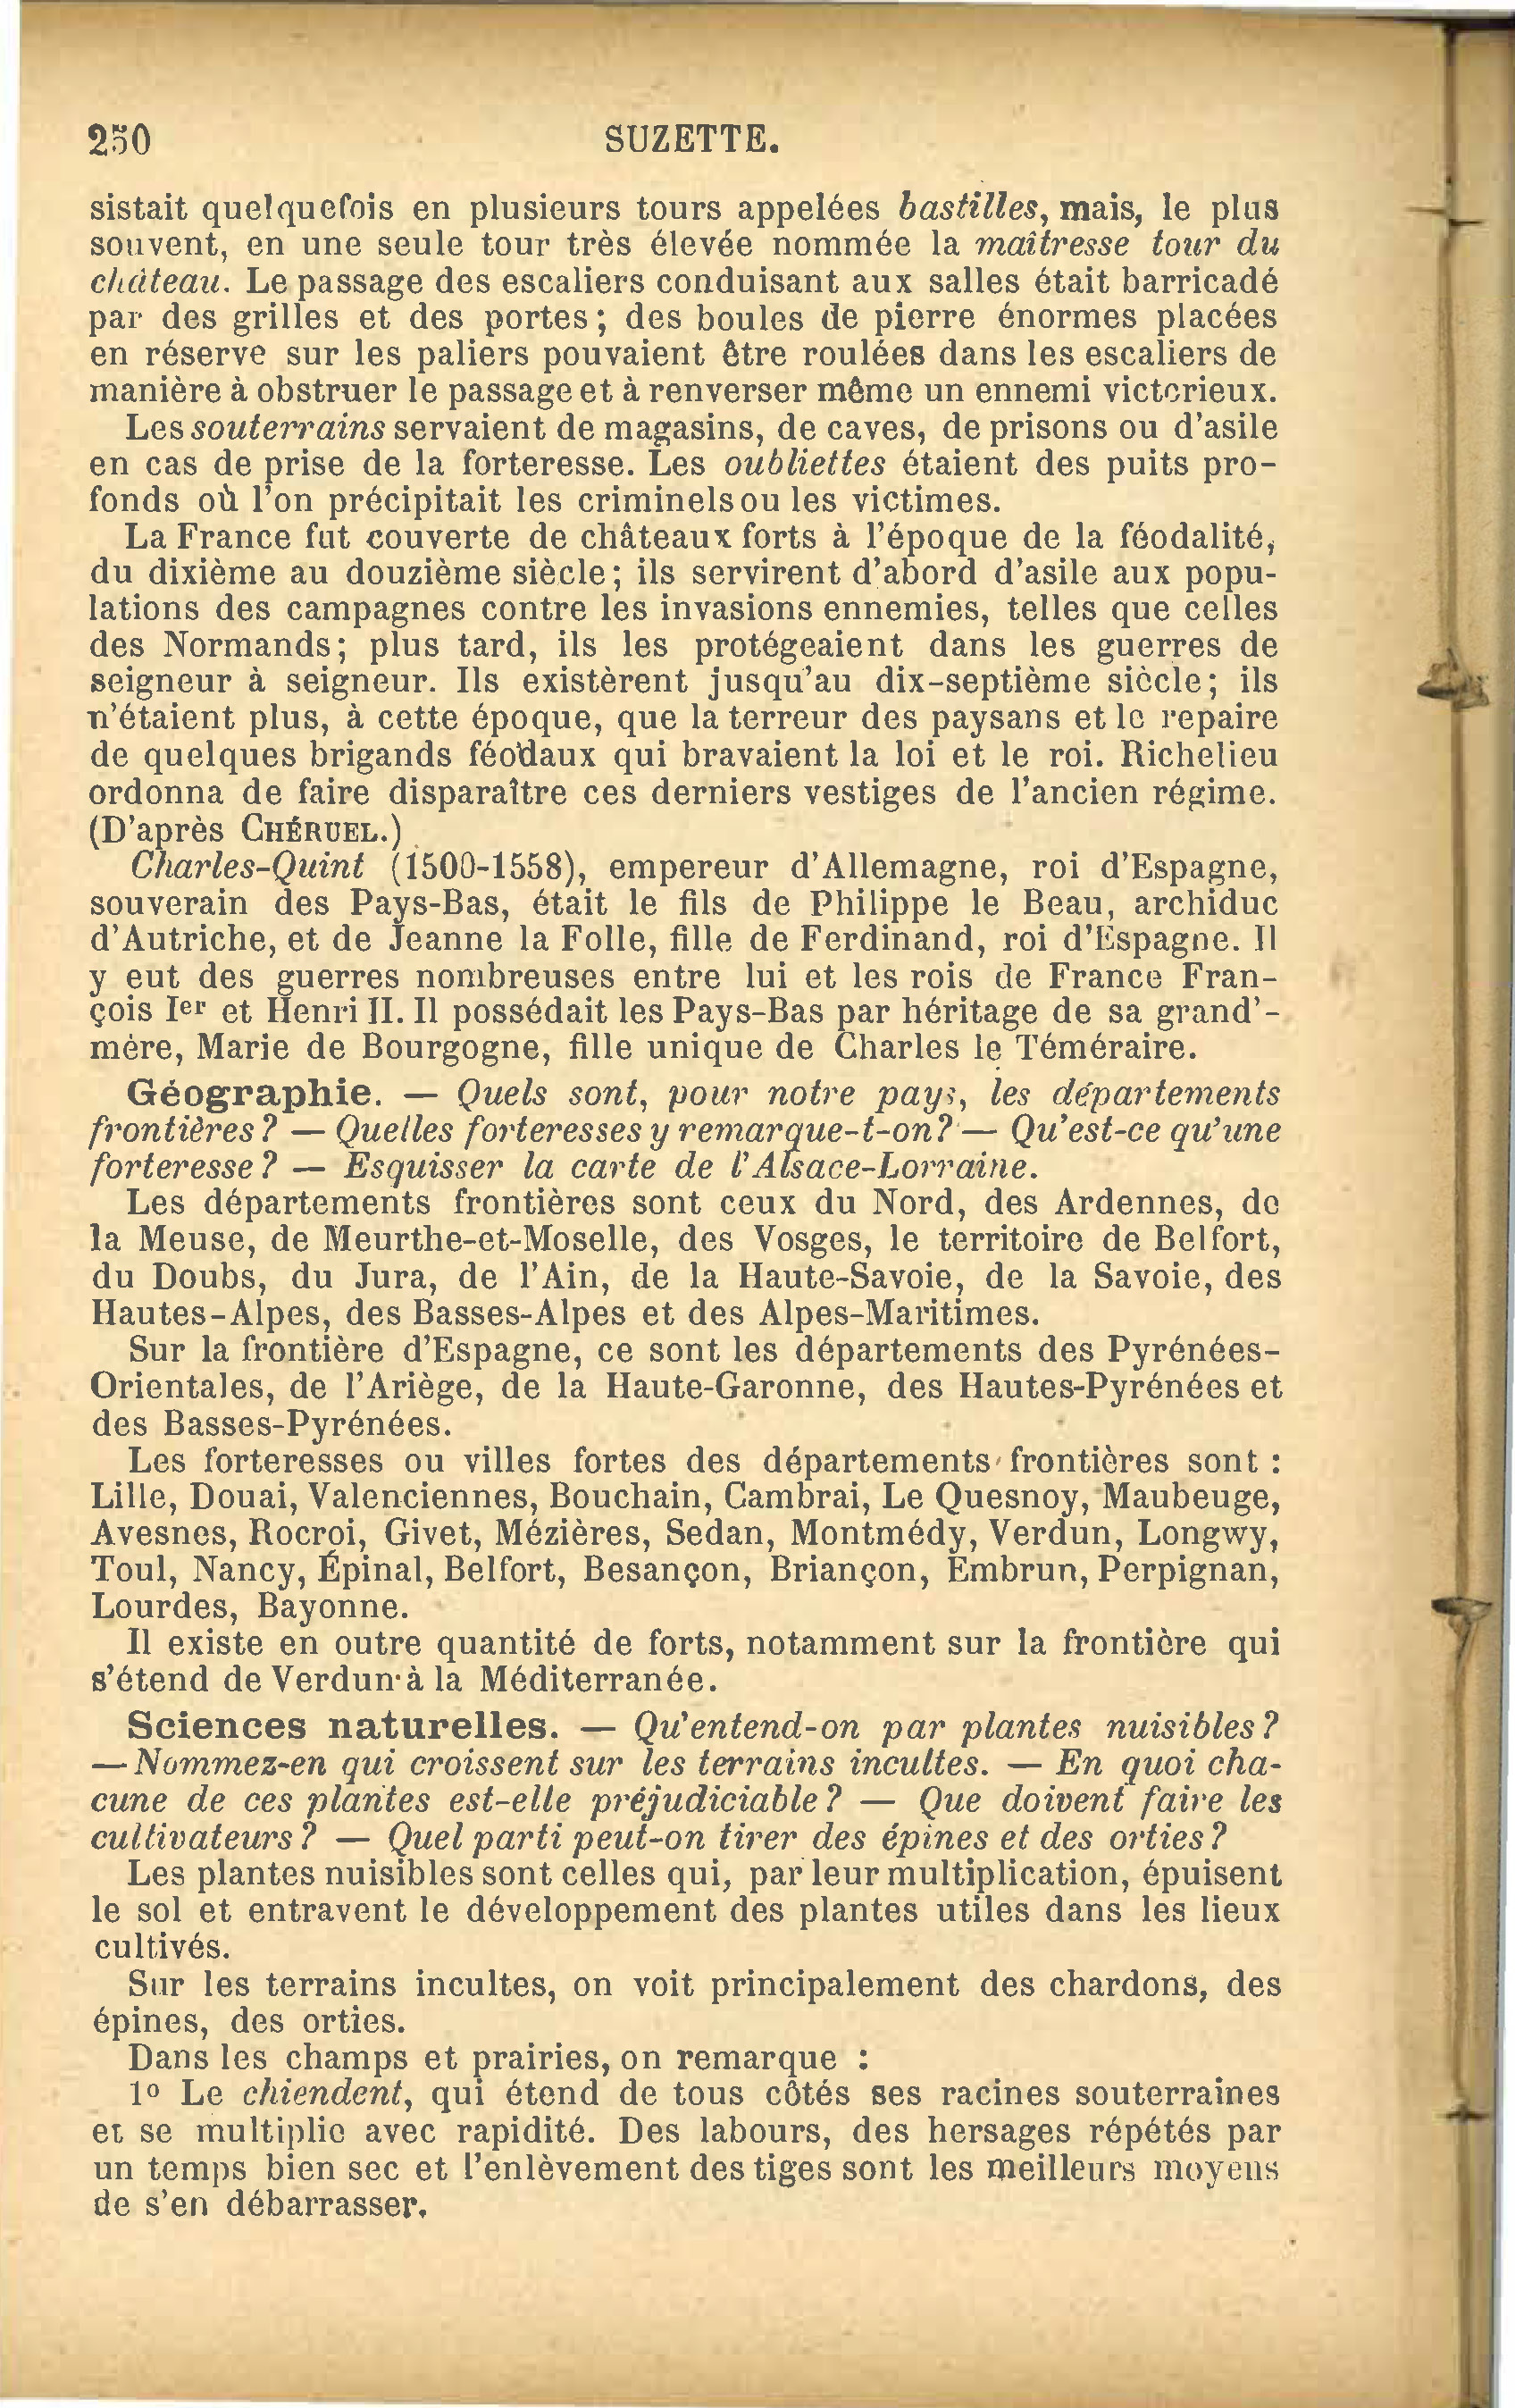 250 SUZETTE.
sistait quelquefois en plusieurs tours appelées bastilles, mais, le plus
souvent, en une seule tour très élevée nommée la maîtresse tour du
château. Le passage des escaliers conduisant aux salles était barricadé
par des grilles et des portes; des boules de pierre énormes placées
en réserve sur les paliers pouvaient être roulées dans les escaliers de
manière à obstruer le passage et à renverser même un ennemi victorieux.
Les souterrains servaient de magasins, de caves, de prisons ou d'asile
en cas de prise de la forteresse. Les oubliettes étaient des puits pro-
fonds où l'on précipitait les criminels ou les victimes.
La France fut couverte de châteaux forts à l'époque de la féodalité,
du dixième au douzième siècle; ils servirent d'abord d'asile aux popu-
lations des campagnes contre les invasions ennemies, telles que celles
des Normands; plus tard, ils les protégeaient dans les guerres de
seigneur à seigneur. Ils existèrent jusqu'au dix-septième siècle; ils
n'étaient plus, à cette époque, que la terreur des paysans et le repaire
de quelques brigands féodaux qui bravaient la loi et le roi. Richelieu
ordonna de faire disparaître ces derniers vestiges de l'ancien régime.
(D'après CHÉRUEL.)
Charles-Quint (1500-1558), empereur d'Allemagne, roi d'Espagne,
souverain des Pays-Bas, était le fils de Philippe le Beau, archiduc
d'Autriche, et de Jeanne la Folle, fille de Ferdinand, roi d'Espagne. Il
y eut des guerres nombreuses entre lui et les rois de France Fran-
çois Ier et Henri II. Il possédait les Pays-Bas par héritage de sa grand'-
mère, Marie de Bourgogne, fille unique de Charles le Téméraire.
Géographie. — Quels sont, pour notre pays, les départements
frontières? — Quelles forteresses y remarque-t-on? — Qu'est-ce qu'une
forteresse? — Esquisser la carte de l'Alsace-Lorraine.
Les départements frontières sont ceux du Nord, des Ardennes, de
la Meuse, de Meurthe-et-Moselle, des Vosges, le territoire de Belfort,
du Doubs, du Jura, de l'Ain, de la Haute-Savoie, de la Savoie, des
Hautes-Alpes, des Basses-Alpes et des Alpes-Maritimes.
Sur la frontière d'Espagne, ce sont les départements des Pyrénées-
Orientales, de l'Ariège, de la Haute-Garonne, des Hautes-Pyrénées et
des Basses-Pyrénées.
Les forteresses ou villes fortes des départements frontières sont :
Lille, Douai, Valenciennes, Bouchain, Cambrai, Le Quesnoy, Maubeuge,
Avesnes, Rocroi, Givet, Mézières, Sedan, Montmédy, Verdun, Longwy,
Toul, Nancy, Épinal, Belfort, Besançon, Briançon, Embrun, Perpignan,
Lourdes, Bayonne.
Il existe en outre quantité de forts, notamment sur la frontière qui
s'étend de Verdun à la Méditerranée.
Sciences naturelles. — Qu'entend-on par plantes nuisibles?
— Nommez-en qui croissent sur les terrains incultes. — En quoi cha-
cune de ces plantes est-elle préjudiciable? — Que doivent faire les
cultivateurs? — Quel parti peut-on tirer des épines et des orties?
Les plantes nuisibles sont celles qui, par leur multiplication, épuisent
le sol et entravent le développement des plantes utiles dans les lieux
cultivés.
Sur les terrains incultes, on voit principalement des chardons, des
épines, des orties.
Dans les champs et prairies, on remarque :
1o Le chiendent, qui étend de tous côtés ses racines souterraines
et se multiplie avec rapidité. Des labours, des hersages répétés par
un temps bien sec et l'enlèvement des tiges sont les meilleurs moyens
de s'en débarrasser.